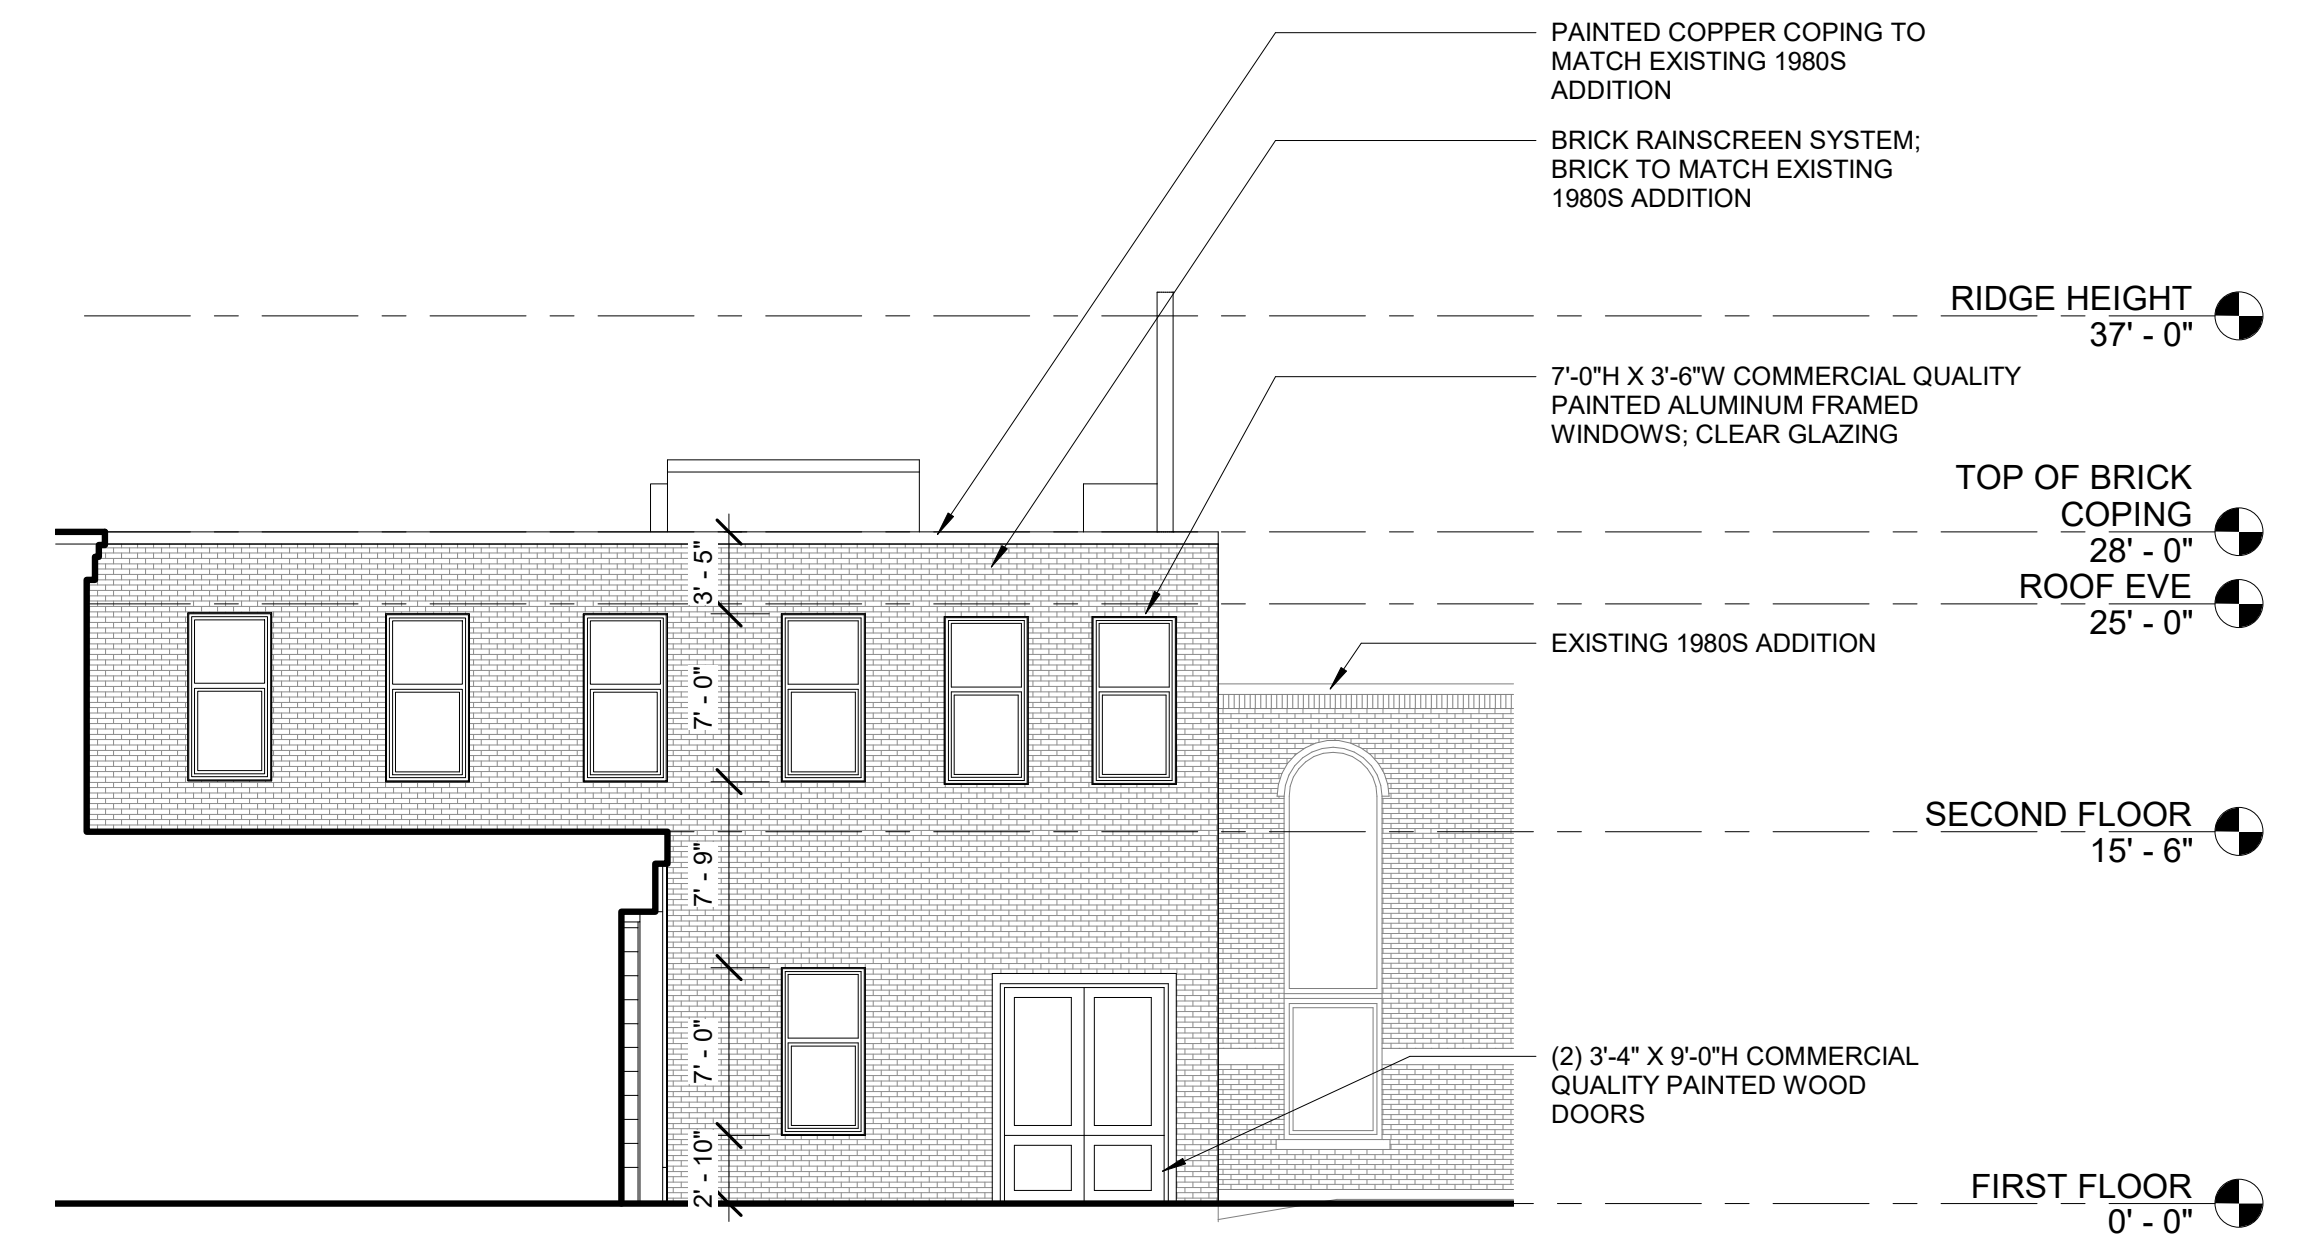 PAINTED COPPER COPING TO
MATCH EXISTING 1980S
ADDITION
BRICK RAINSCREEN SYSTEM;
BRICK TO MATCH EXISTING
1980S ADDITION
RIDGE HEIGHT
37' - 0"
7'-0"H X 3'-6"W COMMERCIAL QUALITY
PAINTED ALUMINUM FRAMED
WINDOWS; CLEAR GLAZING
TOP OF BRICK
COPING
28' - 0"
ROOF EVE
25' - 0"
EXISTING 1980S ADDITION
SECOND FLOOR
15' - 6"
(2) 3'-4" X 9'-0"H COMMERCIAL
QUALITY PAINTED WOOD
DOORS
FIRST FLOOR
0' - 0"
3' - 5"
7' - 0"
7' - 9"
7' - 0"
2' - 10"